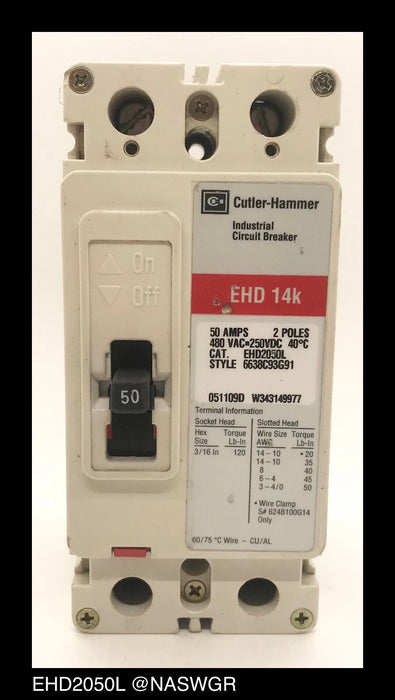 Cutler-Hammer
Industrial
Circuit Breaker
On
Off
EHD 14k
50 AMPS 2 POLES
480 VAC=250VDC 40°C
CAT. EHD2050L
STYLE 6638C93G91
051109D W343149977
50
Terminal Information
Socket Head
Hex Size Torque Lb-In
3/16 In 120
Slotted Head
Wire Size AWG Torque Lb-In
14 – 10 • 20
14 – 10 35
8 40
6 – 4 45
3 – 4/0 50
• Wire Clamp
S# 624B100G14
Only
60/75 °C Wire – CU/AL
EHD2050L @NASWGR